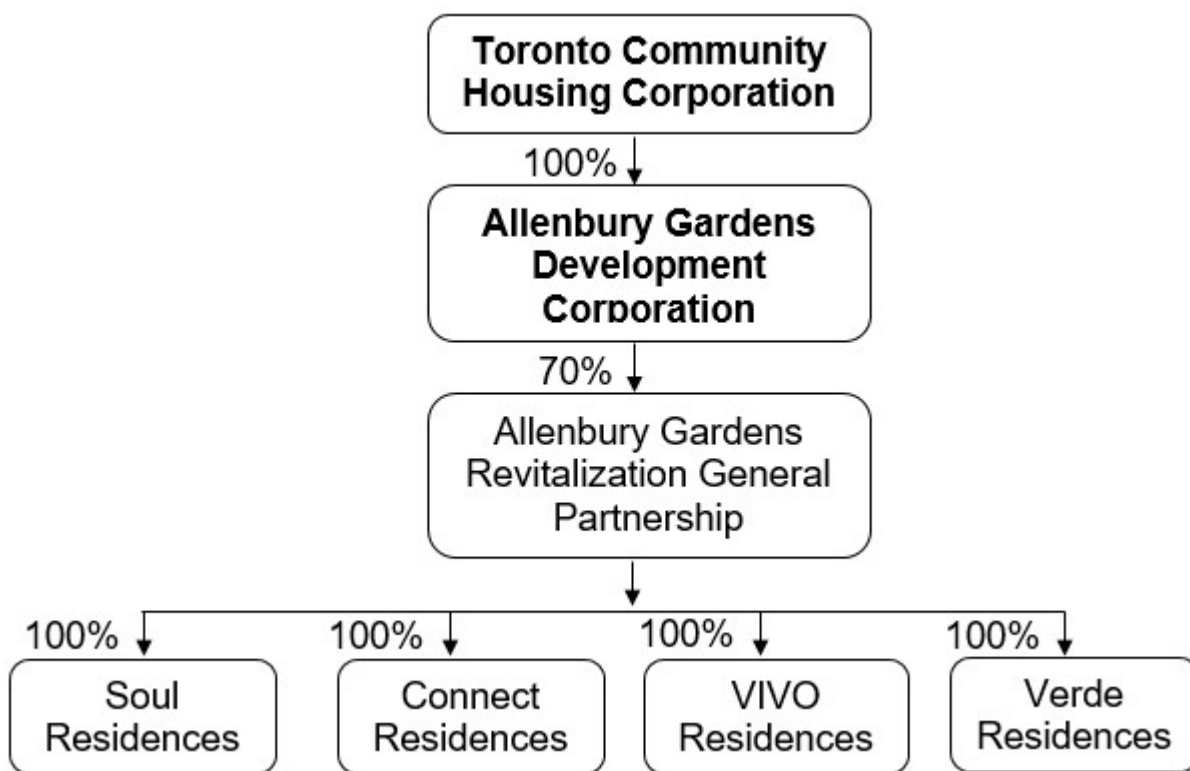 Toronto Community
Housing Corporation
100%
Allenbury Gardens
Development
Corporation
70%
Allenbury Gardens
Revitalization General
Partnership
100%
100%
100%
100%
Soul
Residences
Connect
Residences
VIVO
Residences
Verde
Residences